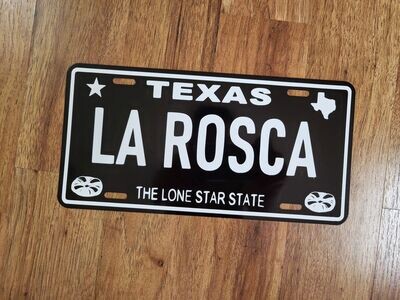 TEXAS
LA ROSCA
THE LONE STAR STATE